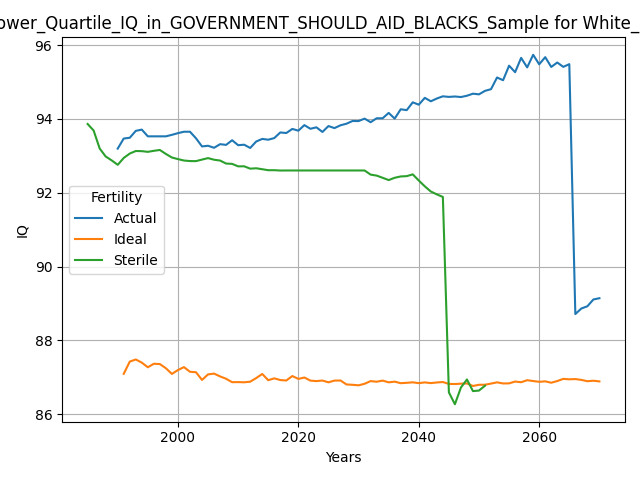 ower_Quartile_IQ_in_GOVERNMENT_SHOULD_AID_BLACKS_Sample for White_
96
94
92
90
88
86
IQ
Fertility
Actual
Ideal
Sterile
2000 2020 2040 2060
Years